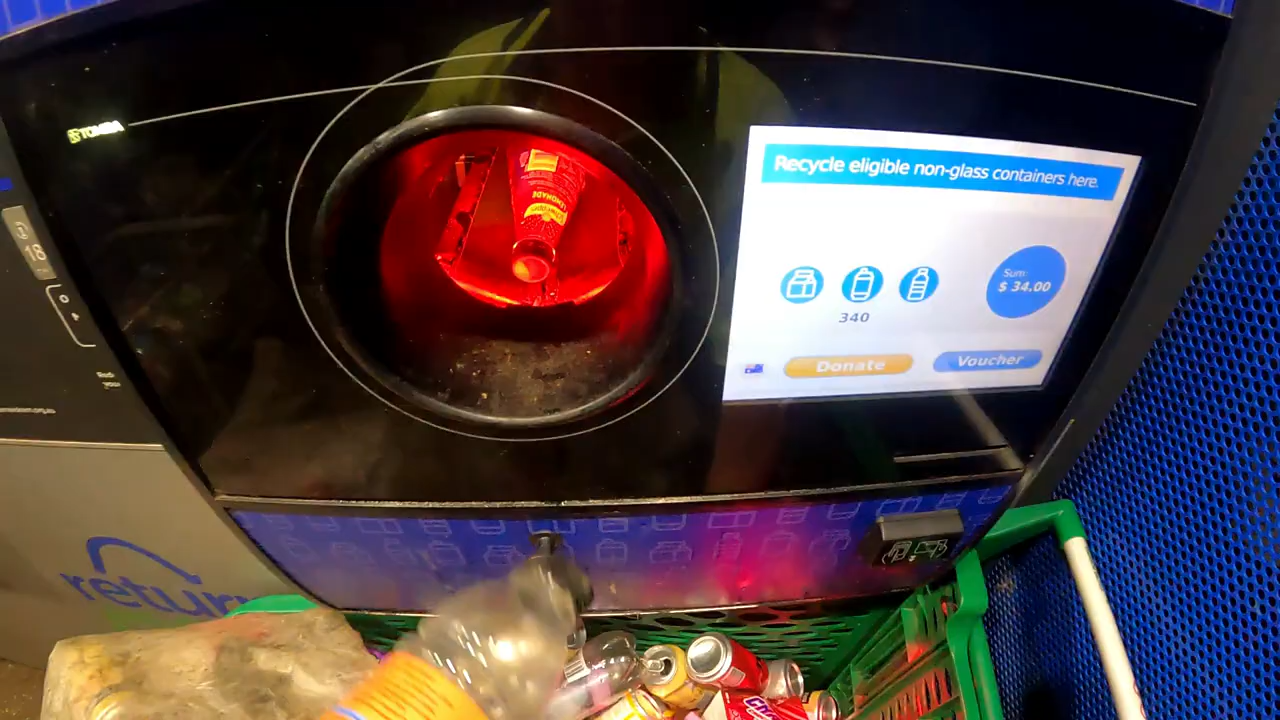 TOMRA
Recycle eligible non-glass containers here.
LEMONADE
18
Sum:
$ 34.00
340
Donate
Voucher
return